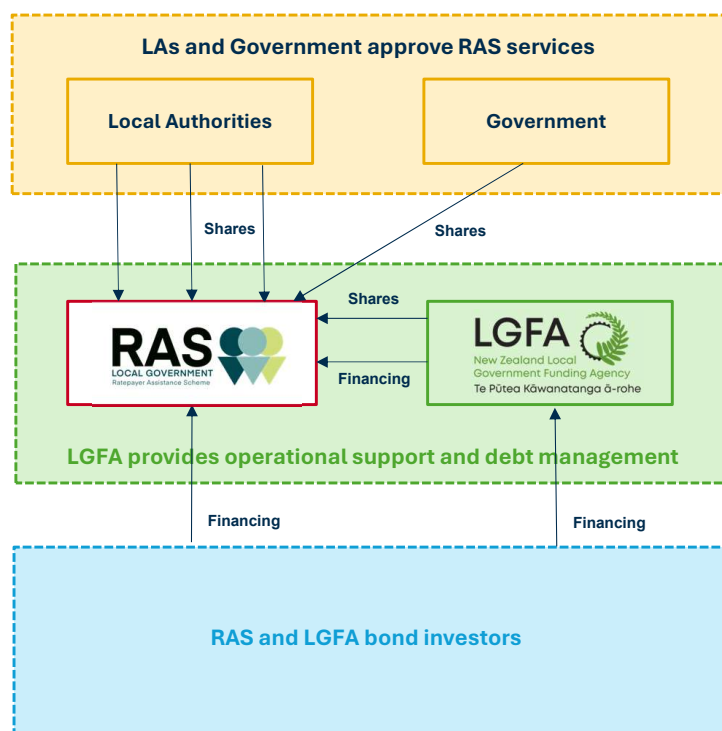 LAs and Government approve RAS services
Local Authorities
Government
Shares
Shares
RAS
LOCAL GOVERNMENT
Ratepayer Assistance Scheme
Shares
Financing
LGFA
New Zealand Local
Government Funding Agency
Te Pūtea Kāwanatanga ā-rohe
LGFA provides operational support and debt management
Financing
Financing
RAS and LGFA bond investors